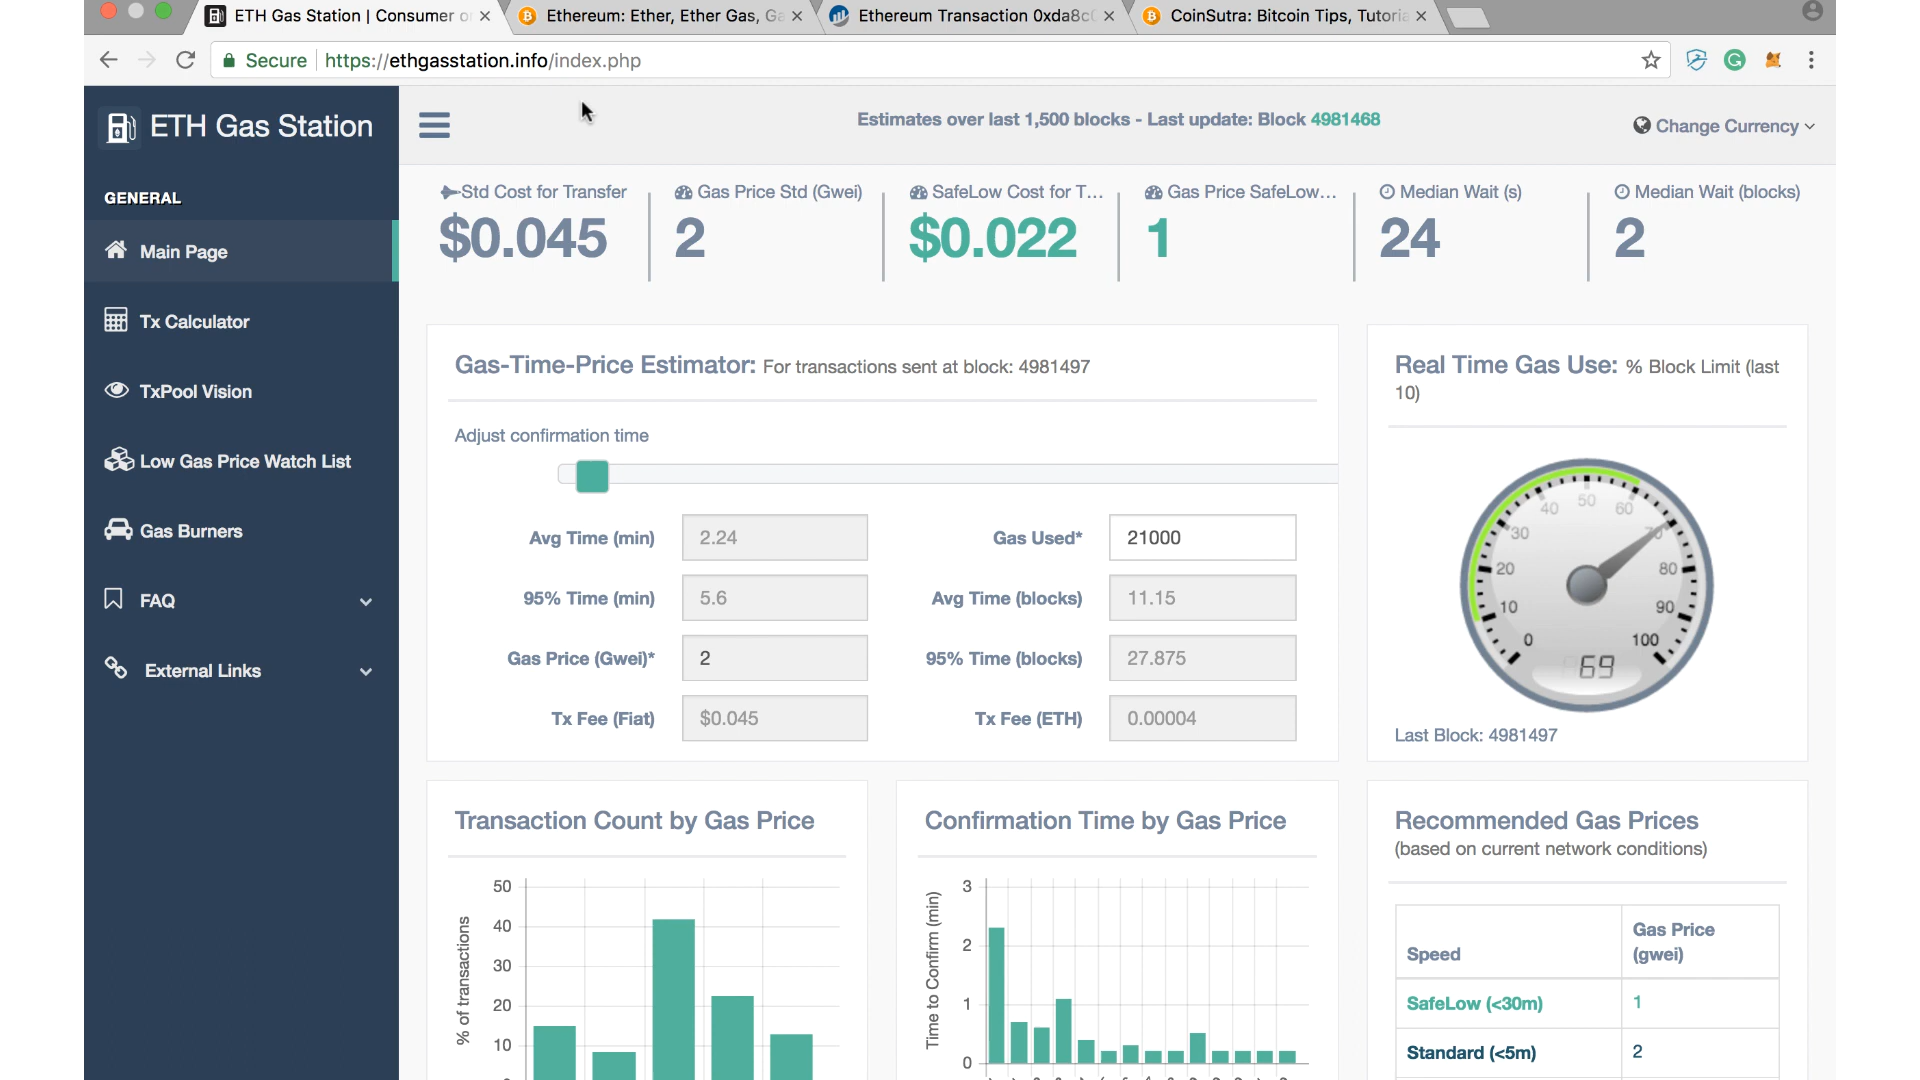 ETH Gas Station | Consumer o
Ethereum: Ether, Ether Gas, Ga
Ethereum Transaction 0xda8c
CoinSutra: Bitcoin Tips, Tutoria
Secure
https://ethgasstation.info/index.php
ETH Gas Station
Estimates over last 1,500 blocks - Last update: Block 4981468
Change Currency
GENERAL
Main Page
Tx Calculator
TxPool Vision
Low Gas Price Watch List
Gas Burners
FAQ
External Links
Std Cost for Transfer
$0.045
Gas Price Std (Gwei)
2
SafeLow Cost for T...
$0.022
Gas Price SafeLow...
1
Median Wait (s)
24
Median Wait (blocks)
2
Gas-Time-Price Estimator: For transactions sent at block: 4981497
Adjust confirmation time
Avg Time (min) 2.24 Gas Used* 21000
95% Time (min) 5.6 Avg Time (blocks) 11.15
Gas Price (Gwei)* 2 95% Time (blocks) 27.875
Tx Fee (Fiat) $0.045 Tx Fee (ETH) 0.00004
Real Time Gas Use: % Block Limit (last
10)
0
10
20
30
40
50
60
70
80
90
100
69
Last Block: 4981497
Transaction Count by Gas Price
% of transactions
50
40
30
20
10
Confirmation Time by Gas Price
Time to Confirm (min)
3
2
1
0
Recommended Gas Prices
(based on current network conditions)
Speed Gas Price
(gwei)
SafeLow (<30m) 1
Standard (<5m) 2